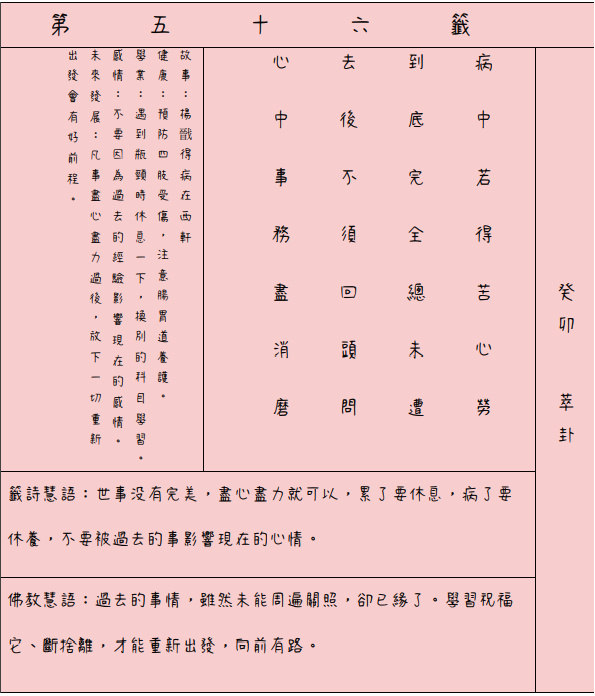 第五十六籤
癸卯 萃卦
病中若得苦心勞
到底完全總未遭
去後不須回頭問
心中事務盡消磨
故事：楊戩得病在西軒
健康：預防四肢受傷，注意腸胃道養護。
學業：遇到瓶頸時休息一下，換別的科目學習。
感情：不要因為過去的經驗影響現在的感情。
未來發展：凡事盡心盡力過後，放下一切重新
出發會有好前程。
籤詩慧語：世事没有完美，盡心盡力就可以，累了要休息，病了要
休養，不要被過去的事影響現在的心情。
佛教慧語：過去的事情，雖然未能周遍關照，卻已緣了。學習祝福
它、斷捨離，才能重新出發，向前有路。